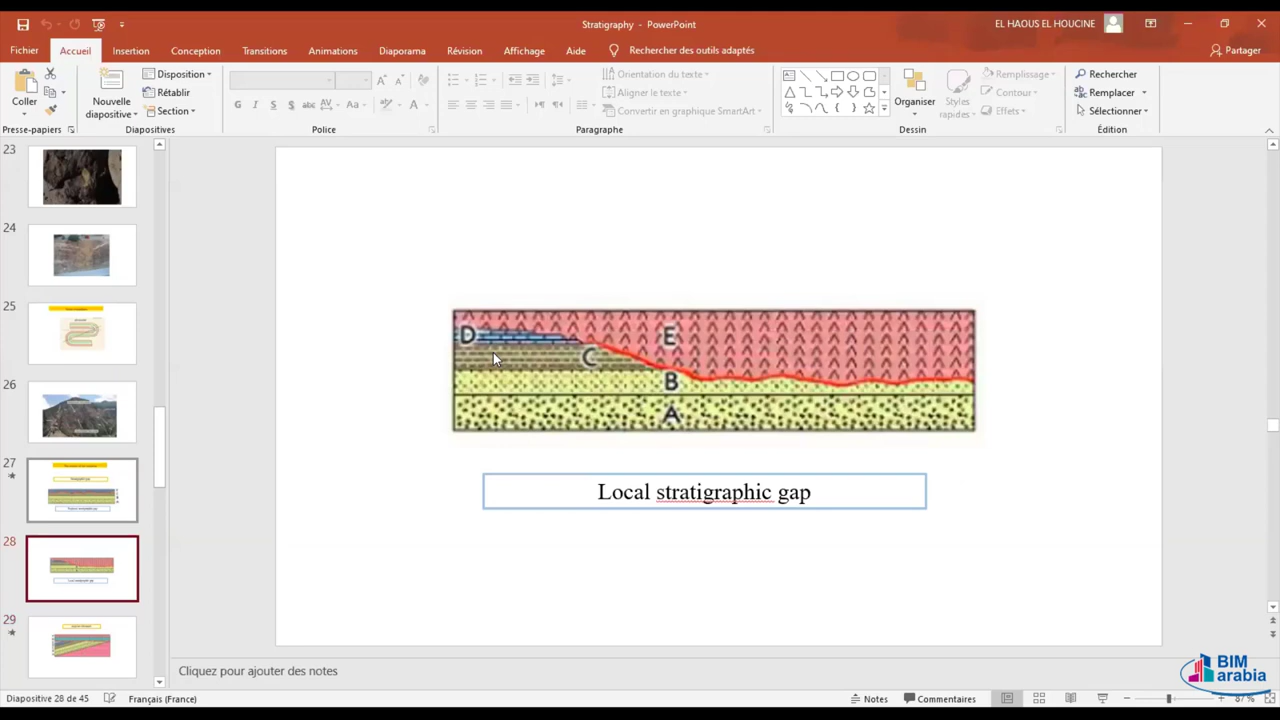 Stratigraphy - PowerPoint
EL HAOUS EL HOUCINE
Fichier
Accueil
Insertion
Conception
Transitions
Animations
Diaporama
Révision
Affichage
Aide
Rechercher des outils adaptés
Partager
Coller
Presse-papiers
Nouvelle
diapositive
Disposition
Rétablir
Section
Diapositives
G I S S abc AV Aa A
Police
Orientation du texte
Aligner le texte
Convertir en graphique SmartArt
Paragraphe
Organiser
Styles
rapides
Remplissage
Contour
Effets
Dessin
Rechercher
Remplacer
Sélectionner
Édition
23
24
25
26
27
28
29
D
E
C
B
A
Local stratigraphic gap
Cliquez pour ajouter des notes
Diapositive 28 de 45
Français (France)
Notes
Commentaires
87 %
BIM
arabia